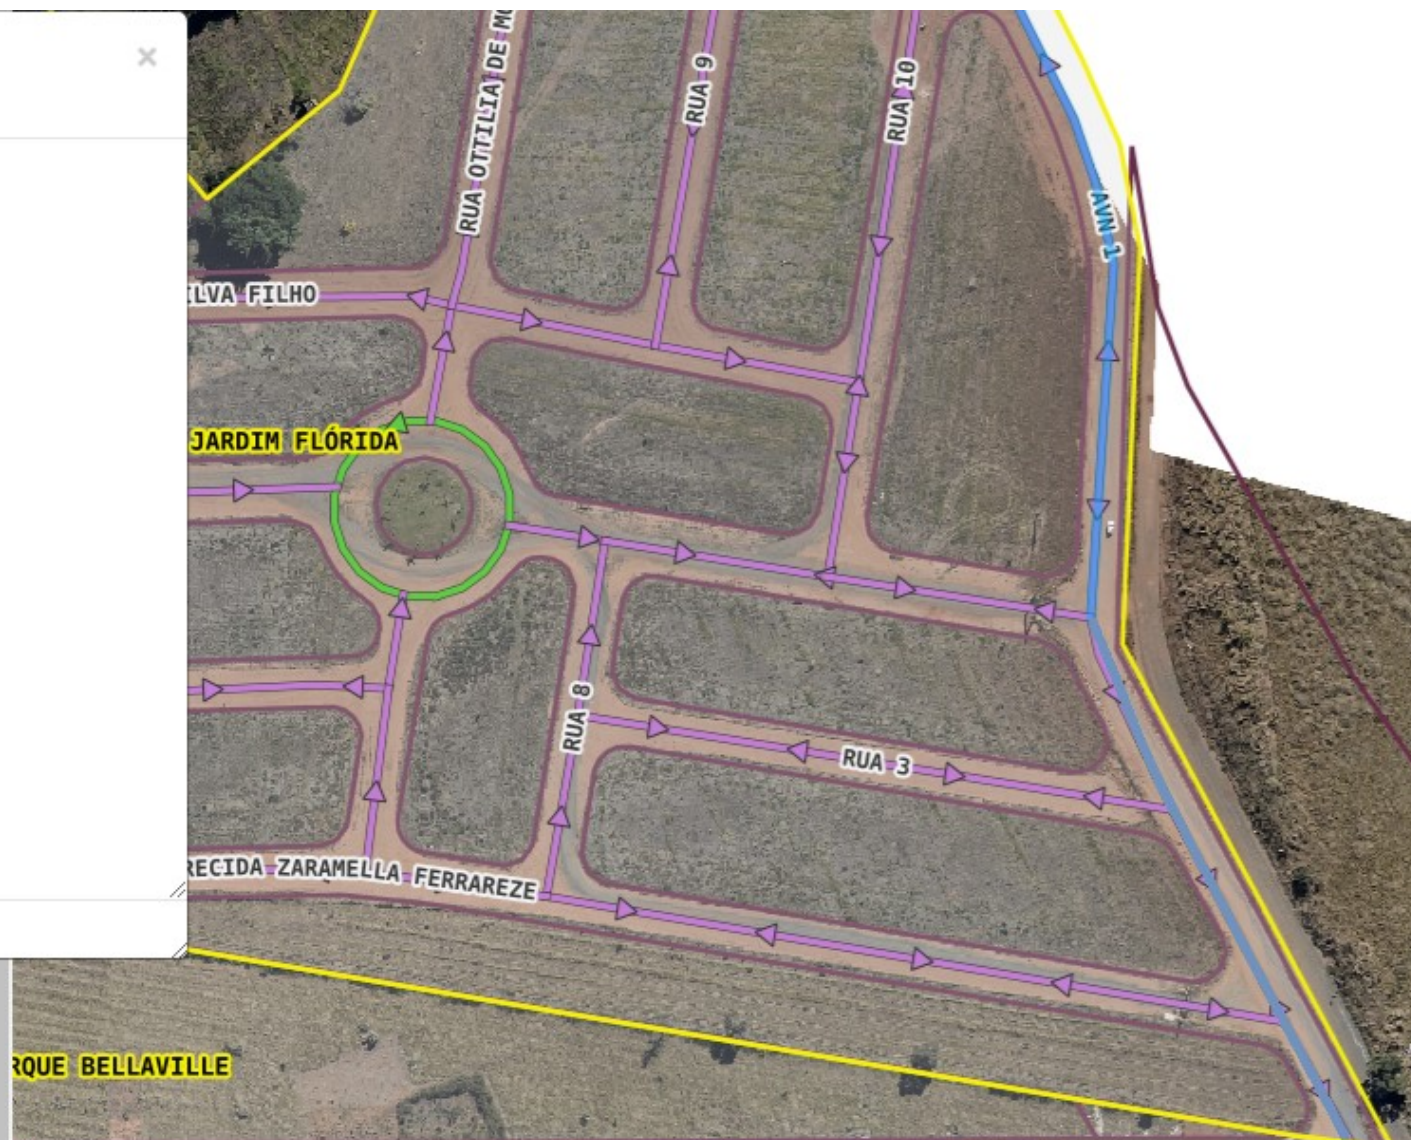 ×
RUA OTTILIA DE MO
RUA 9
RUA 10
AVN 1
ILVA FILHO
JARDIM FLÓRIDA
RUA 8
RUA 3
RECIDA ZARAMELLA FERRAREZE
RQUE BELLAVILLE